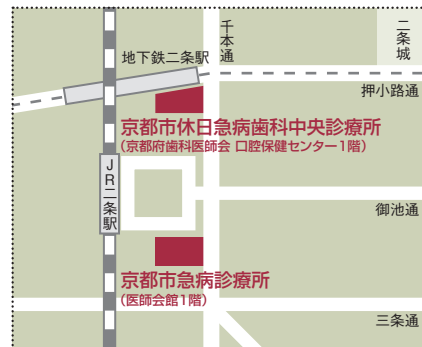 千本通
二条城
地下鉄二条駅
押小路通
京都市休日急病歯科中央診療所
(京都府歯科医師会 口腔保健センター1階)
JR二条駅
御池通
京都市急病診療所
(医師会館1階)
三条通